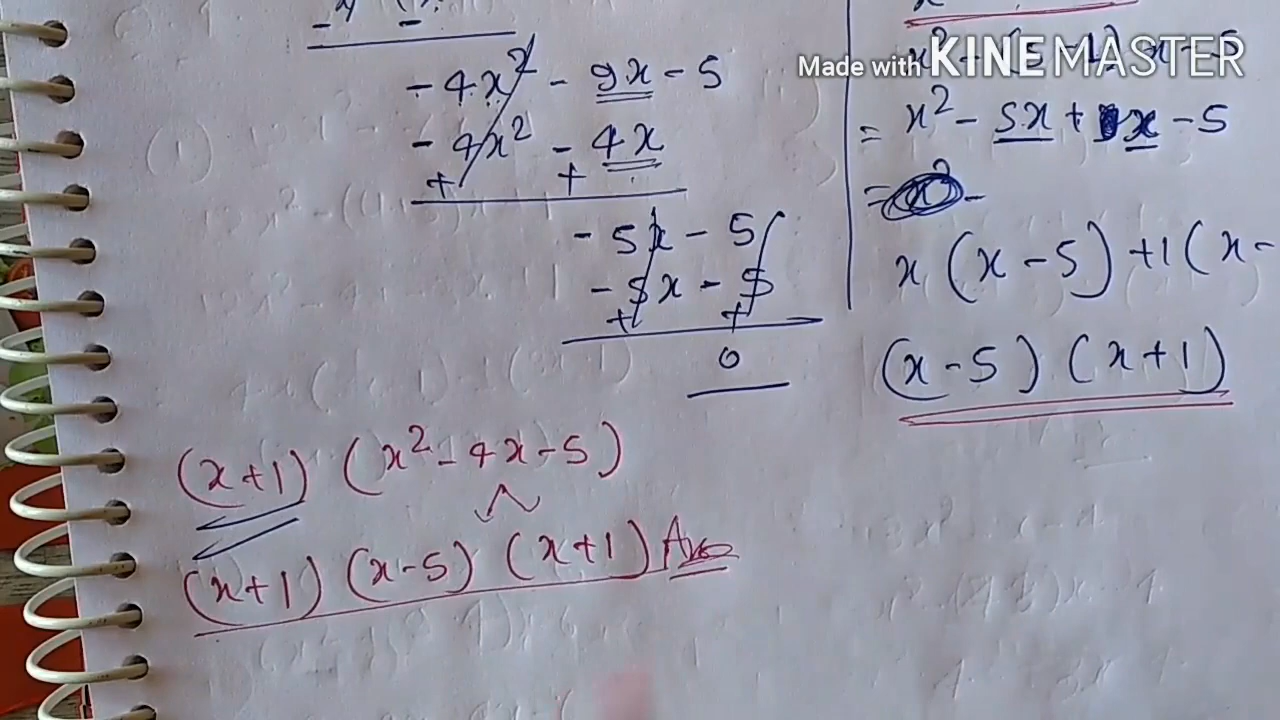 - 4x² - 9x - 5
- 4x² - 4x
+ +
- 5x - 5
- 5x - 5
+ +
0
(x+1) (x² - 4x - 5)
(x+1) (x-5) (x+1) Ans
Made with KINEMASTER
= x² - 5x + x - 5
=
x (x - 5) + 1 ( x -
(x - 5) (x + 1)